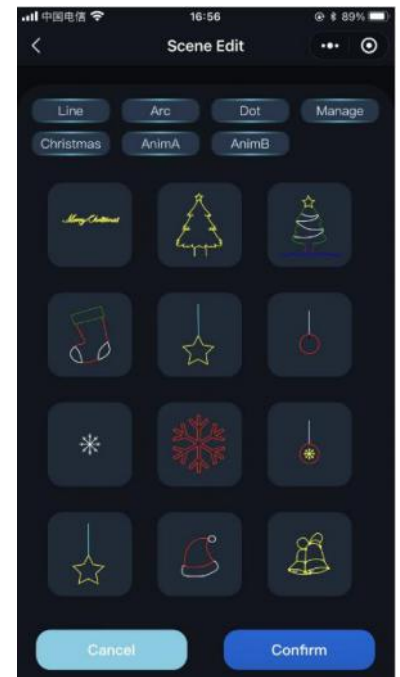 中国电信 16:56 89%
Scene Edit
Line Arc Dot Manage
Christmas AnimA AnimB
Merry Christmas
Cancel Confirm